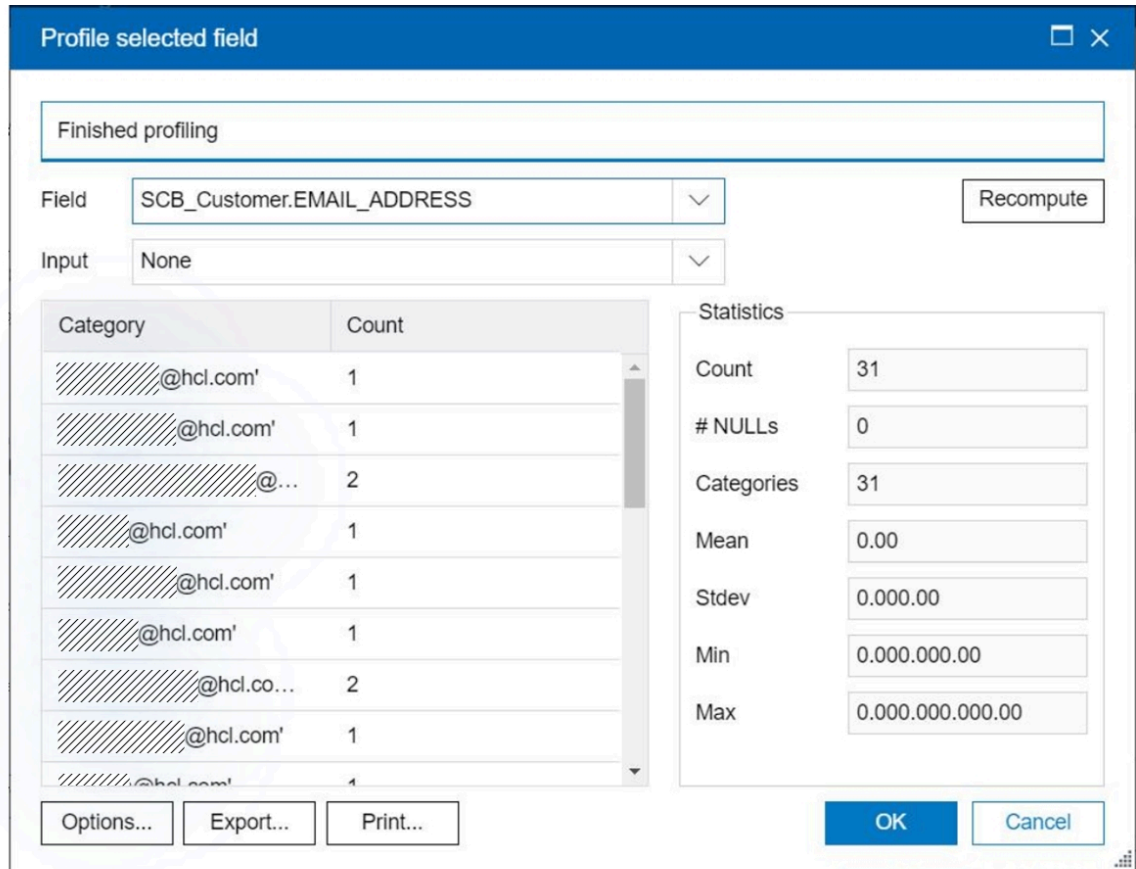 Profile selected field
Finished profiling
Field SCB_Customer.EMAIL_ADDRESS Recompute
Input None
Category Count
@hcl.com' 1
@hcl.com' 1
@... 2
@hcl.com' 1
@hcl.com' 1
@hcl.com' 1
@hcl.co... 2
@hcl.com' 1
@hcl.com' 1
Statistics
Count 31
# NULLs 0
Categories 31
Mean 0.00
Stdev 0.000.00
Min 0.000.000.00
Max 0.000.000.000.00
Options... Export... Print... OK Cancel